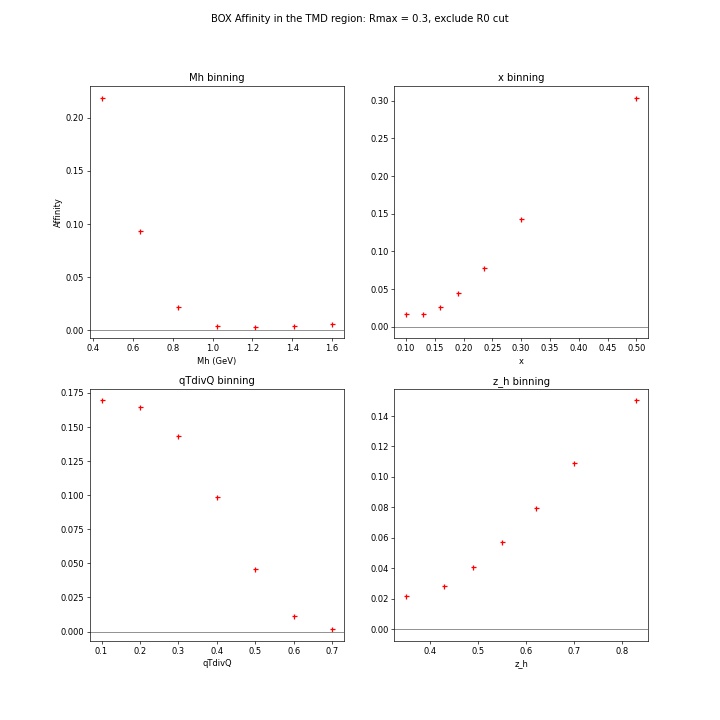 BOX Affinity in the TMD region: Rmax = 0.3, exclude R0 cut
Mh binning
0.20
0.15
0.10
0.05
0.00
Affinity
0.4 0.6 0.8 1.0 1.2 1.4 1.6
Mh (GeV)
x binning
0.30
0.25
0.20
0.15
0.10
0.05
0.00
0.10 0.15 0.20 0.25 0.30 0.35 0.40 0.45 0.50
x
qTdivQ binning
0.175
0.150
0.125
0.100
0.075
0.050
0.025
0.000
0.1 0.2 0.3 0.4 0.5 0.6 0.7
qTdivQ
z_h binning
0.14
0.12
0.10
0.08
0.06
0.04
0.02
0.00
0.4 0.5 0.6 0.7 0.8
z_h